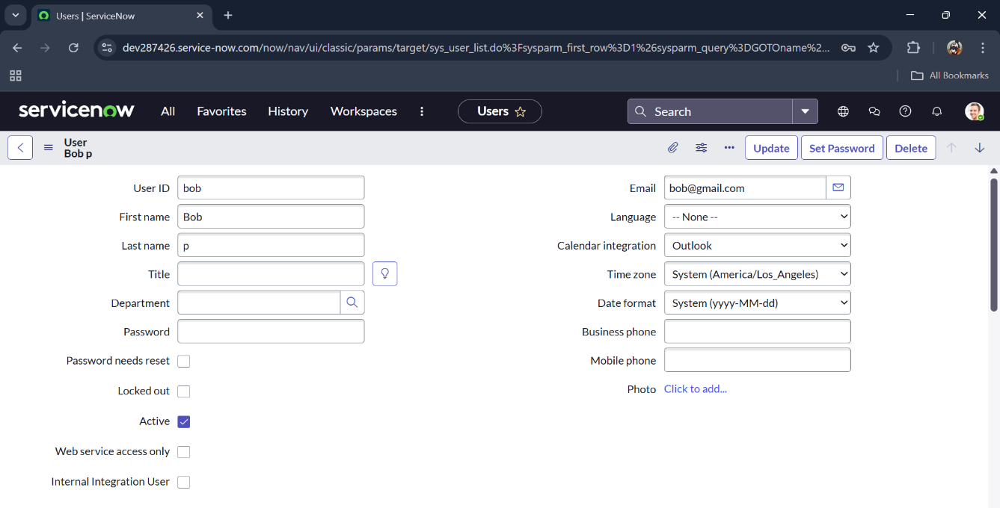 Users | ServiceNow
dev287426.service-now.com/now/nav/ui/classic/params/target/sys_user_list.do%3Fsysparm_first_row%3D1%26sysparm_query%3DGOTOname%2...
All Bookmarks
servicenow All Favorites History Workspaces Users Search
User
Bob p
Update Set Password Delete
User ID bob
First name Bob
Last name p
Title
Department
Password
Password needs reset
Locked out
Active
Web service access only
Internal Integration User
Email bob@gmail.com
Language -- None --
Calendar integration Outlook
Time zone System (America/Los_Angeles)
Date format System (yyyy-MM-dd)
Business phone
Mobile phone
Photo Click to add...